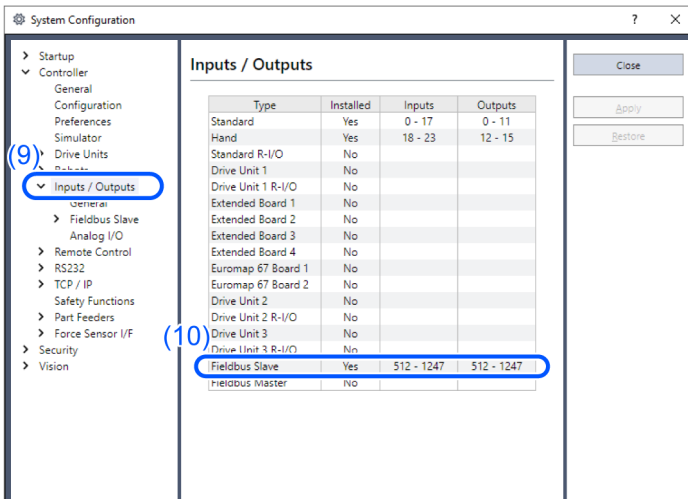 System Configuration ? ×
Startup
Controller
General
Configuration
Preferences
Simulator
(9) Drive Units
Robots
Inputs / Outputs
General
Fieldbus Slave
Analog I/O
Remote Control
RS232
TCP / IP
Safety Functions
Part Feeders
Force Sensor I/F
Security
Vision
Inputs / Outputs
Type Installed Inputs Outputs
Standard Yes 0 - 17 0 - 11
Hand Yes 18 - 23 12 - 15
Standard R-I/O No
Drive Unit 1 No
Drive Unit 1 R-I/O No
Extended Board 1 No
Extended Board 2 No
Extended Board 3 No
Extended Board 4 No
Euromap 67 Board 1 No
Euromap 67 Board 2 No
Drive Unit 2 No
Drive Unit 2 R-I/O No
(10) Drive Unit 3 No
Drive Unit 3 R-I/O No
Fieldbus Slave Yes 512 - 1247 512 - 1247
Fieldbus Master No
Close
Apply
Restore